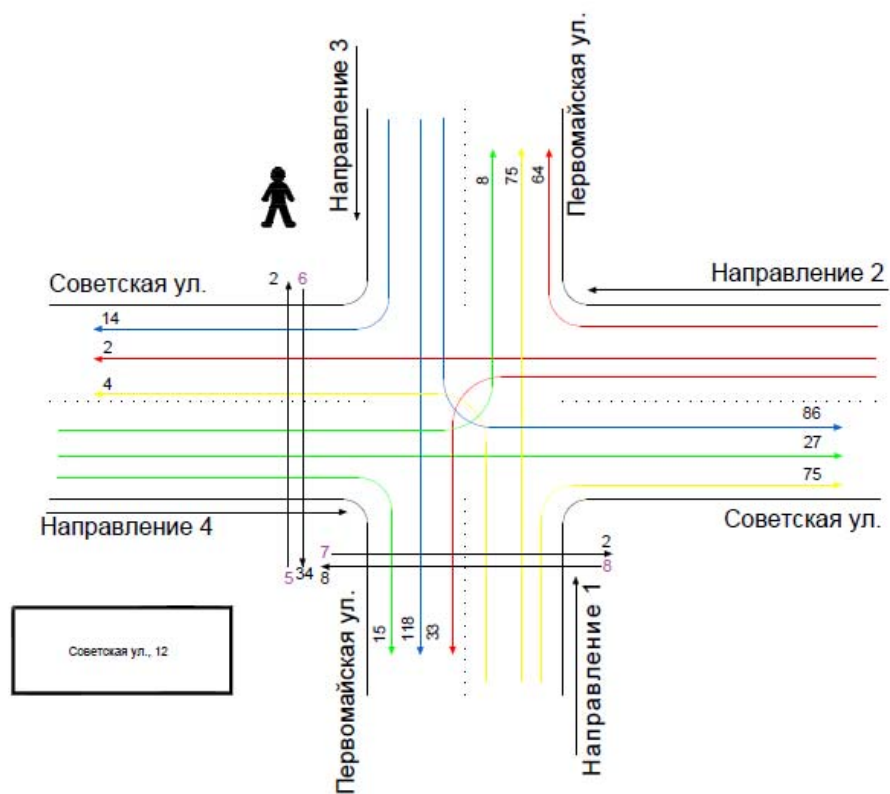 Направление 3
Первомайская ул.
8
75
64
Советская ул.
2
6
Направление 2
14
2
4
86
27
75
Направление 4
Советская ул.
7
2
5
34
8
8
15
118
33
Первомайская ул.
Направление 1
Советская ул., 12